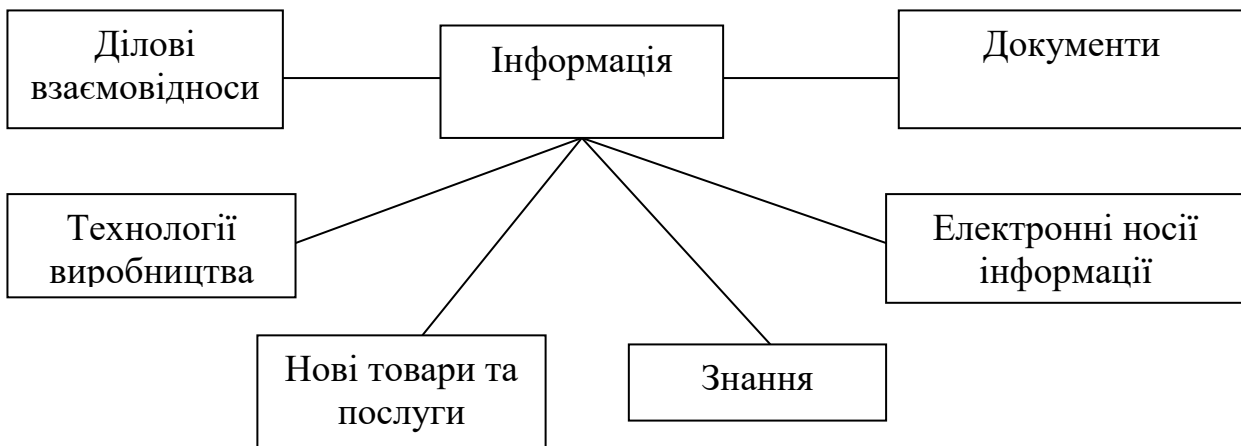 Ділові
взаємовідноси
Інформація
Документи
Технології
виробництва
Електронні носії
інформації
Нові товари та
послуги
Знання